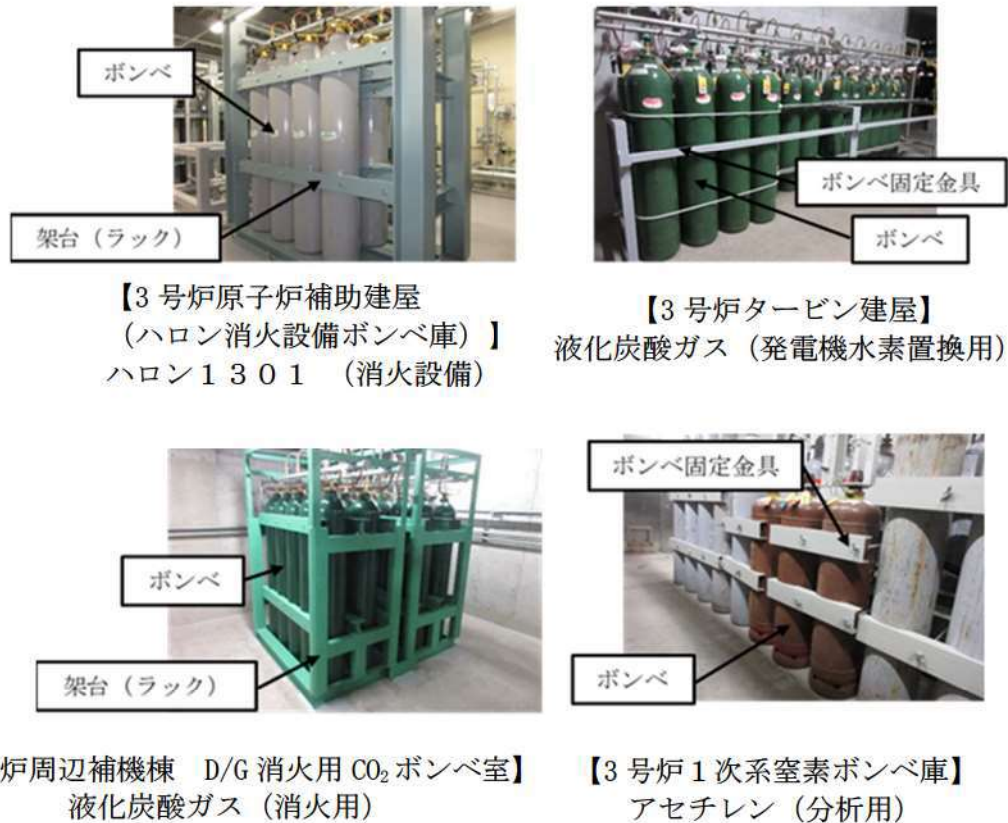 ボンベ
架台（ラック）
【3 号炉原子炉補助建屋
（ハロン消火設備ボンベ庫）】
ハロン１３０１　（消火設備）
ボンベ固定金具
ボンベ
【3 号炉タービン建屋】
液化炭酸ガス（発電機水素置換用）
ボンベ
架台（ラック）
炉周辺補機棟　D/G 消火用 CO₂ ボンベ室】
液化炭酸ガス（消火用）
ボンベ固定金具
ボンベ
【3 号炉１次系窒素ボンベ庫】
アセチレン（分析用）